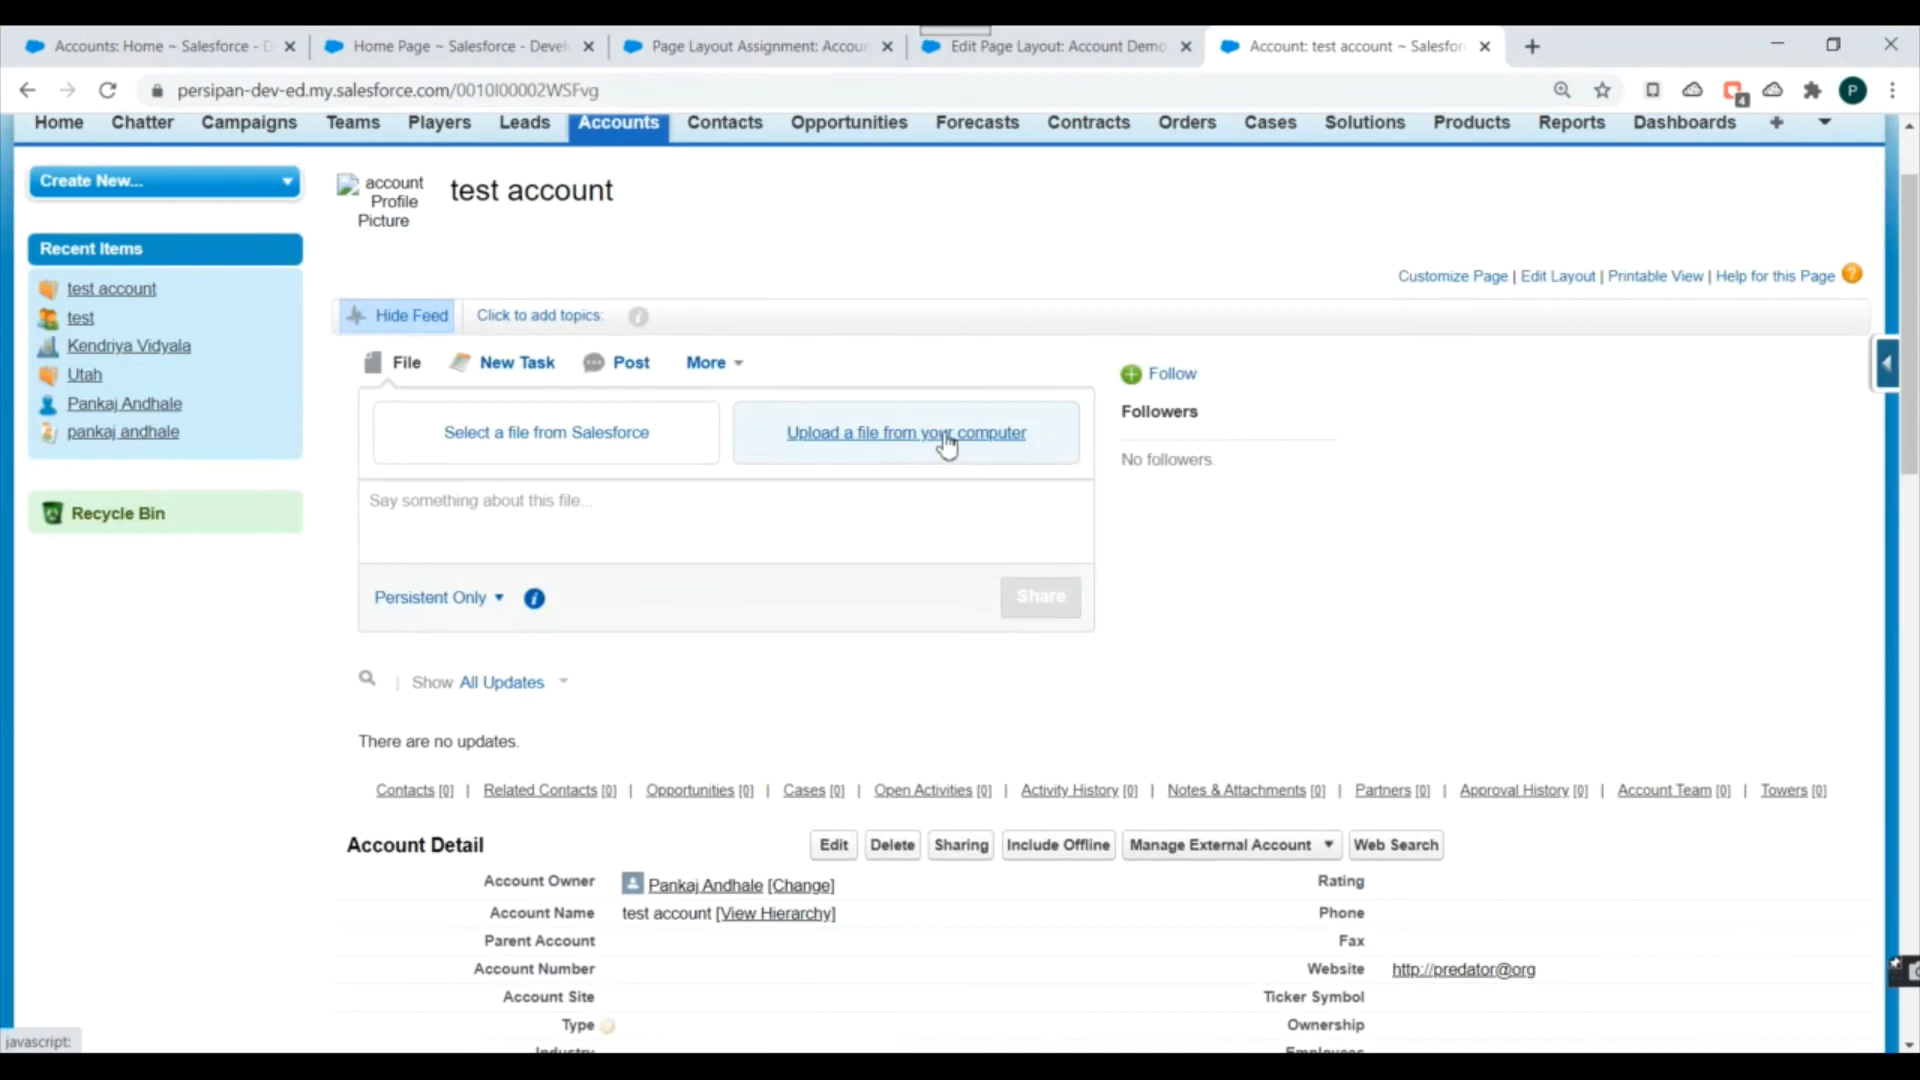 Accounts: Home ~ Salesforce - D
Home Page ~ Salesforce - Devel
Page Layout Assignment: Accou
Edit Page Layout: Account Demo
Account: test account ~ Salesfor
persipan-dev-ed.my.salesforce.com/0010I00002WSFvg
4
P
Home Chatter Campaigns Teams Players Leads Accounts Contacts Opportunities Forecasts Contracts Orders Cases Solutions Products Reports Dashboards +
Create New...
account
Profile
Picture
test account
Recent Items
test account
test
Kendriya Vidyala
Utah
Pankaj Andhale
pankaj andhale
Recycle Bin
Customize Page | Edit Layout | Printable View | Help for this Page ?
Hide Feed
Click to add topics: i
File New Task Post More
Select a file from Salesforce
Upload a file from your computer
Say something about this file...
Persistent Only i
Share
Follow
Followers
No followers.
Show All Updates
There are no updates.
Contacts [0] | Related Contacts [0] | Opportunities [0] | Cases [0] | Open Activities [0] | Activity History [0] | Notes & Attachments [0] | Partners [0] | Approval History [0] | Account Team [0] | Towers [0]
Account Detail
Edit Delete Sharing Include Offline Manage External Account Web Search
Account Owner Pankaj Andhale [Change] Rating
Account Name test account [View Hierarchy] Phone
Parent Account Fax
Account Number Website http://predator@org
Account Site Ticker Symbol
Type Ownership
Industry Employees
javascript: